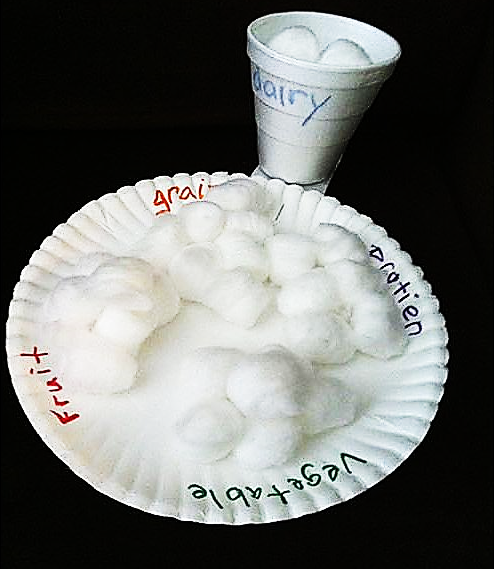 dairy
grai
protien
Fruit
Vegetable